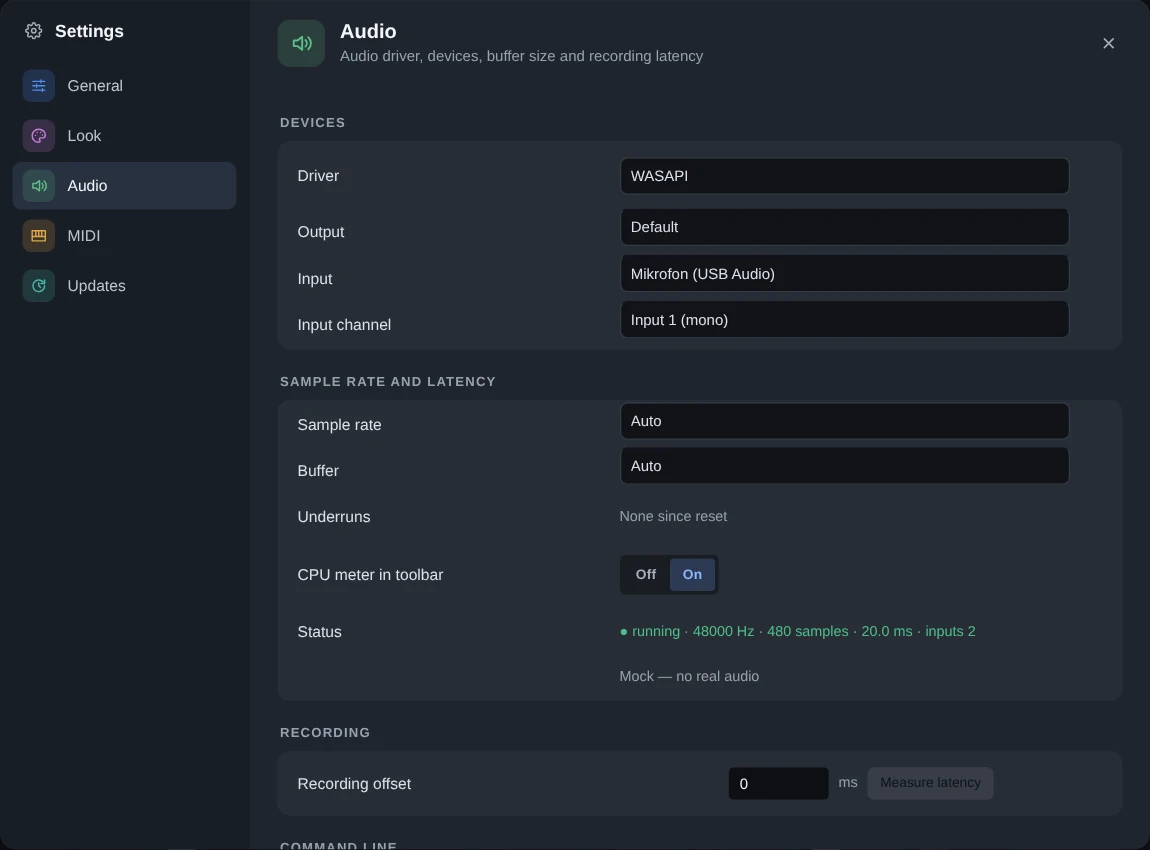 Settings
General
Look
Audio
MIDI
Updates
Audio
Audio driver, devices, buffer size and recording latency
DEVICES
Driver WASAPI
Output Default
Input Mikrofon (USB Audio)
Input channel Input 1 (mono)
SAMPLE RATE AND LATENCY
Sample rate Auto
Buffer Auto
Underruns None since reset
CPU meter in toolbar Off On
Status ● running · 48000 Hz · 480 samples · 20.0 ms · inputs 2
Mock — no real audio
RECORDING
Recording offset 0 ms Measure latency
COMMAND LINE